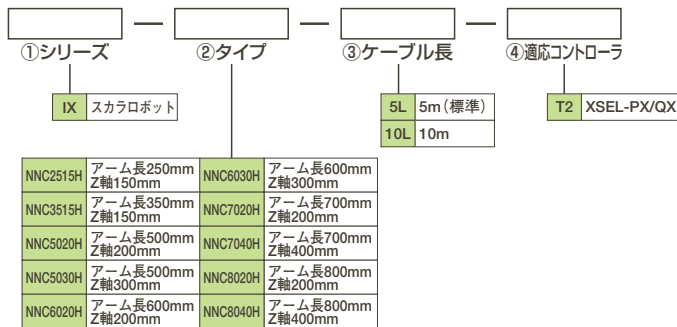 ①シリーズ
②タイプ
③ケーブル長
④適応コントローラ
IX スカラロボット
5L 5m(標準)
10L 10m
T2 XSEL-PX/QX
NNC2515H アーム長250mm
Z軸150mm
NNC6030H アーム長600mm
Z軸300mm
NNC3515H アーム長350mm
Z軸150mm
NNC7020H アーム長700mm
Z軸200mm
NNC5020H アーム長500mm
Z軸200mm
NNC7040H アーム長700mm
Z軸400mm
NNC5030H アーム長500mm
Z軸300mm
NNC8020H アーム長800mm
Z軸200mm
NNC6020H アーム長600mm
Z軸200mm
NNC8040H アーム長800mm
Z軸400mm